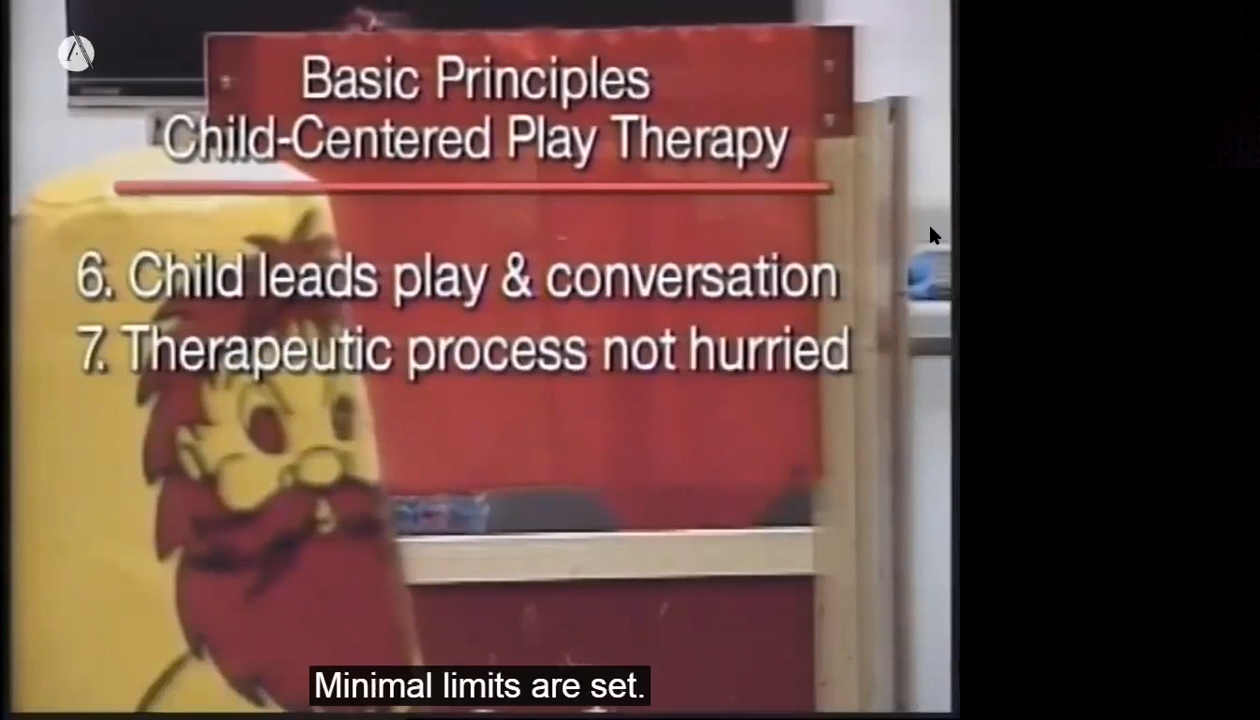 Basic Principles
Child-Centered Play Therapy
6. Child leads play & conversation
7. Therapeutic process not hurried
Minimal limits are set.